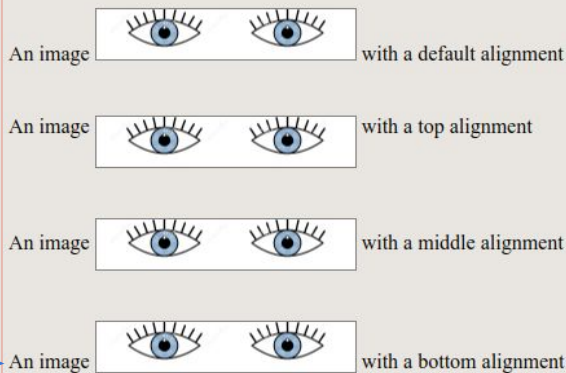 An image with a default alignment
An image with a top alignment
An image with a middle alignment
An image with a bottom alignment